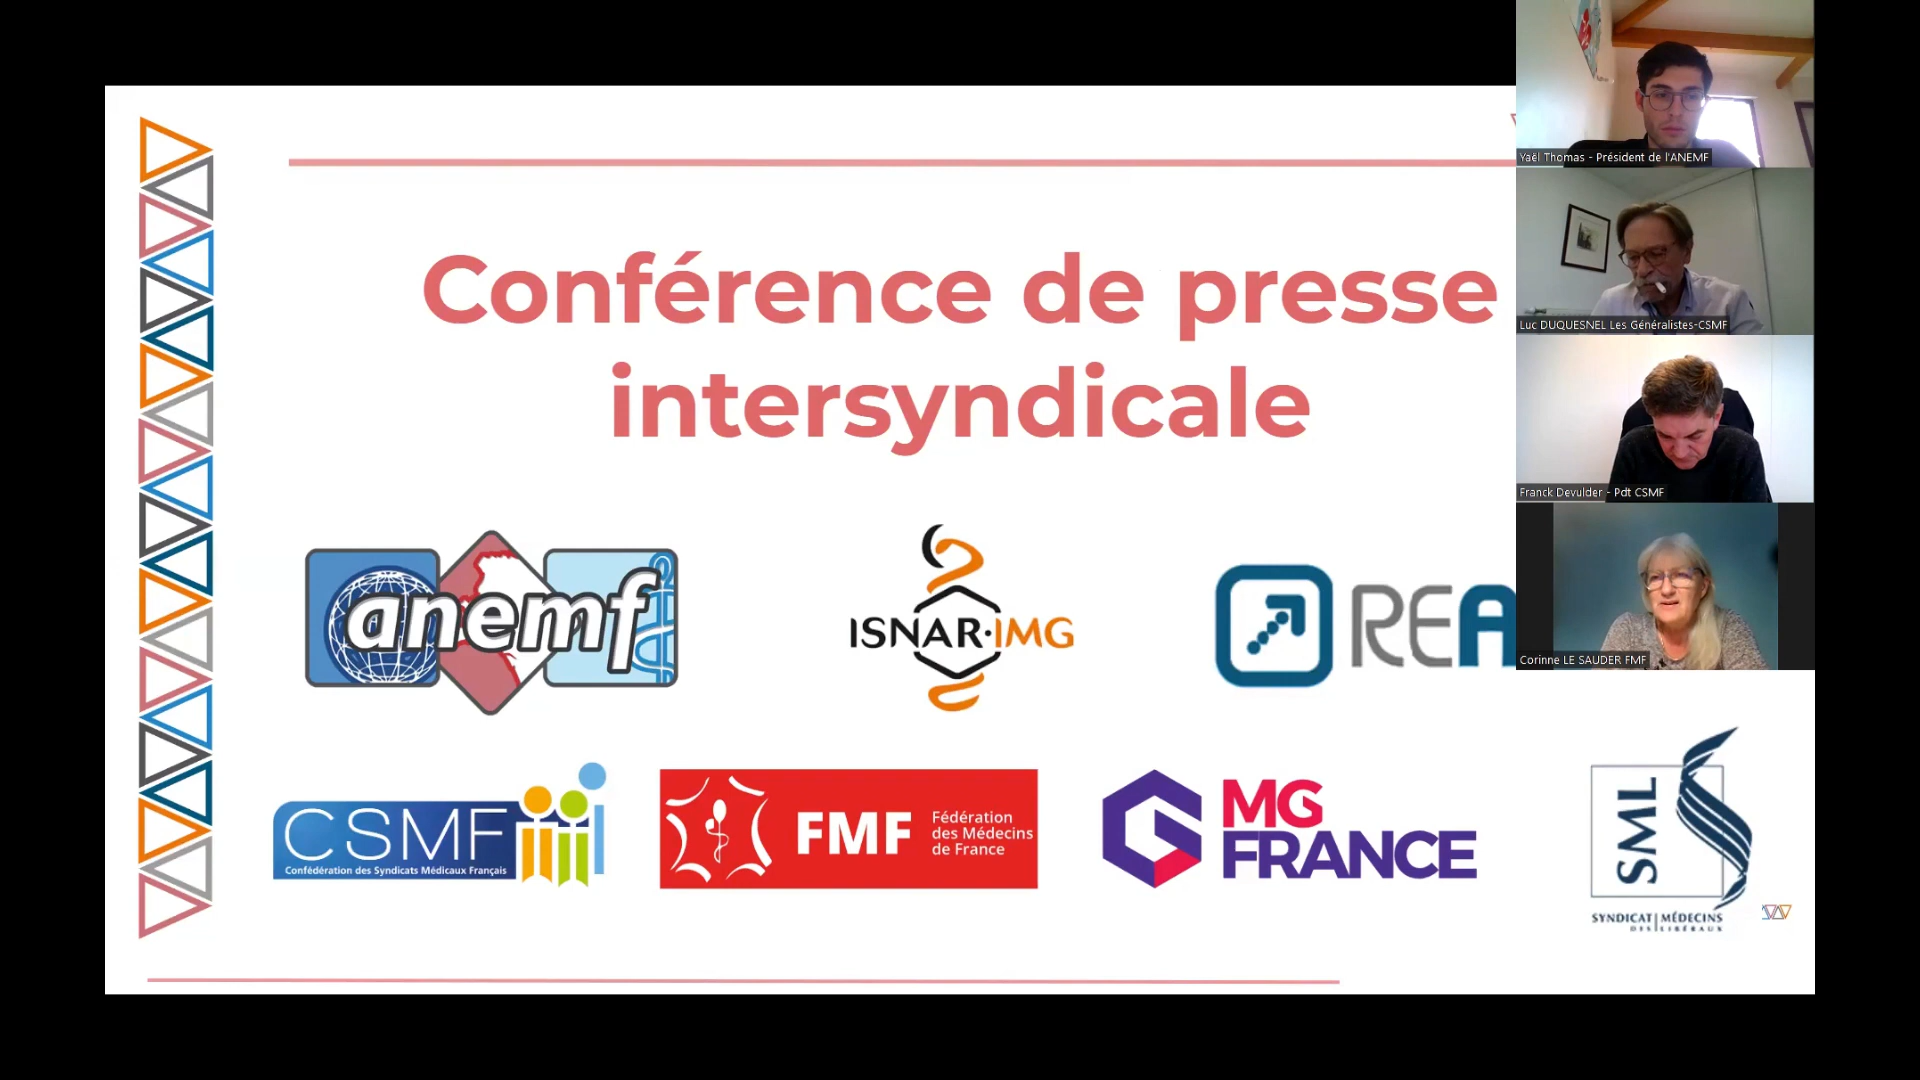 Conférence de presse
intersyndicale
anemf
ISNAR·IMG
REA
CSMF
Confédération des Syndicats Médicaux Français
FMF
Fédération
des Médecins
de France
MG
FRANCE
SML
SYNDICAT MÉDECINS
DES LIBÉRAUX
Yaël Thomas - Président de l'ANEMF
Luc DUQUESNEL Les Généralistes-CSMF
Franck Devulder - Pdt CSMF
Corinne LE SAUDER FMF